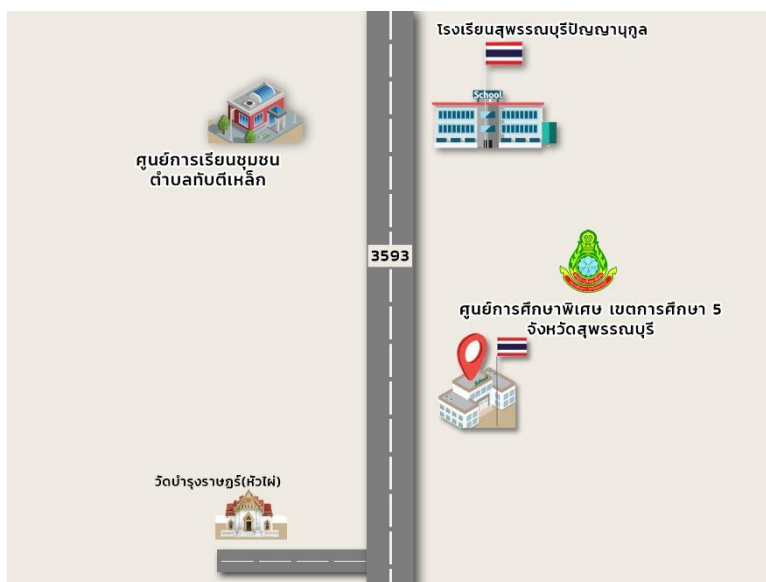 โรงเรียนสุพรรณบุรีปัญญานุกูล
School
ศูนย์การเรียนชุมชน
ตำบลทับตีเหล็ก
3593
ศูนย์การศึกษาพิเศษ เขตการศึกษา 5
จังหวัดสุพรรณบุรี
School
วัดบำรุงราษฎร์(หัวไผ่)